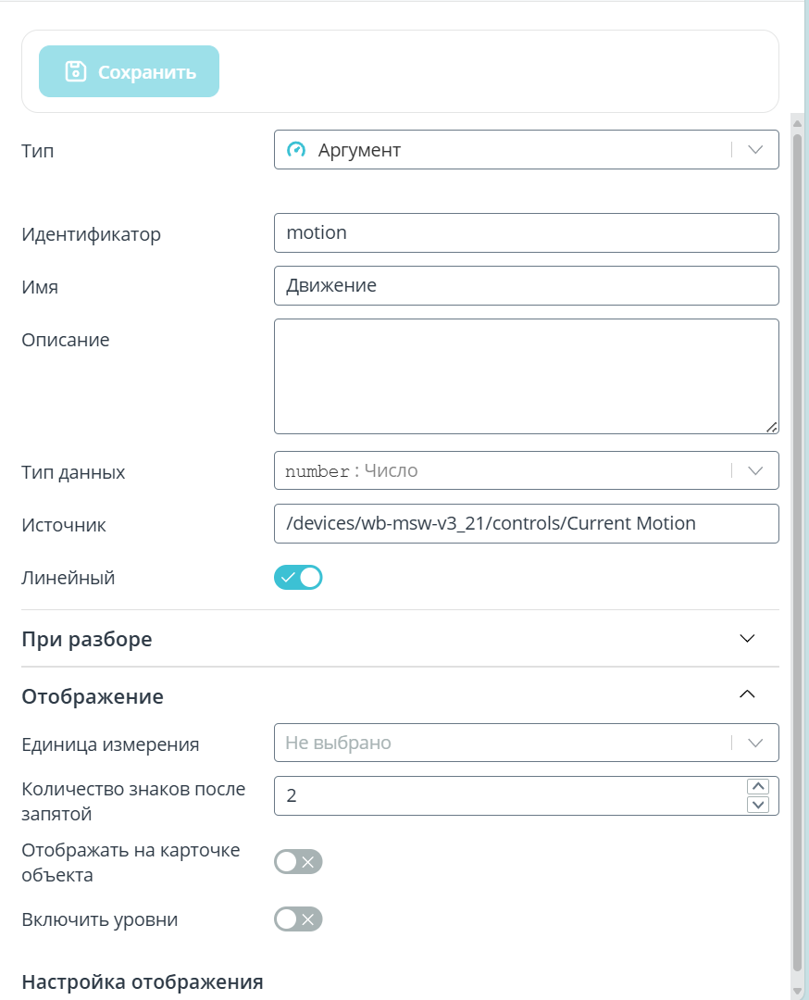 Сохранить
Тип
Аргумент
Идентификатор
motion
Имя
Движение
Описание
Тип данных
number : Число
Источник
/devices/wb-msw-v3_21/controls/Current Motion
Линейный
При разборе
Отображение
Единица измерения
Не выбрано
Количество знаков после
запятой
2
Отображать на карточке
объекта
Включить уровни
Настройка отображения